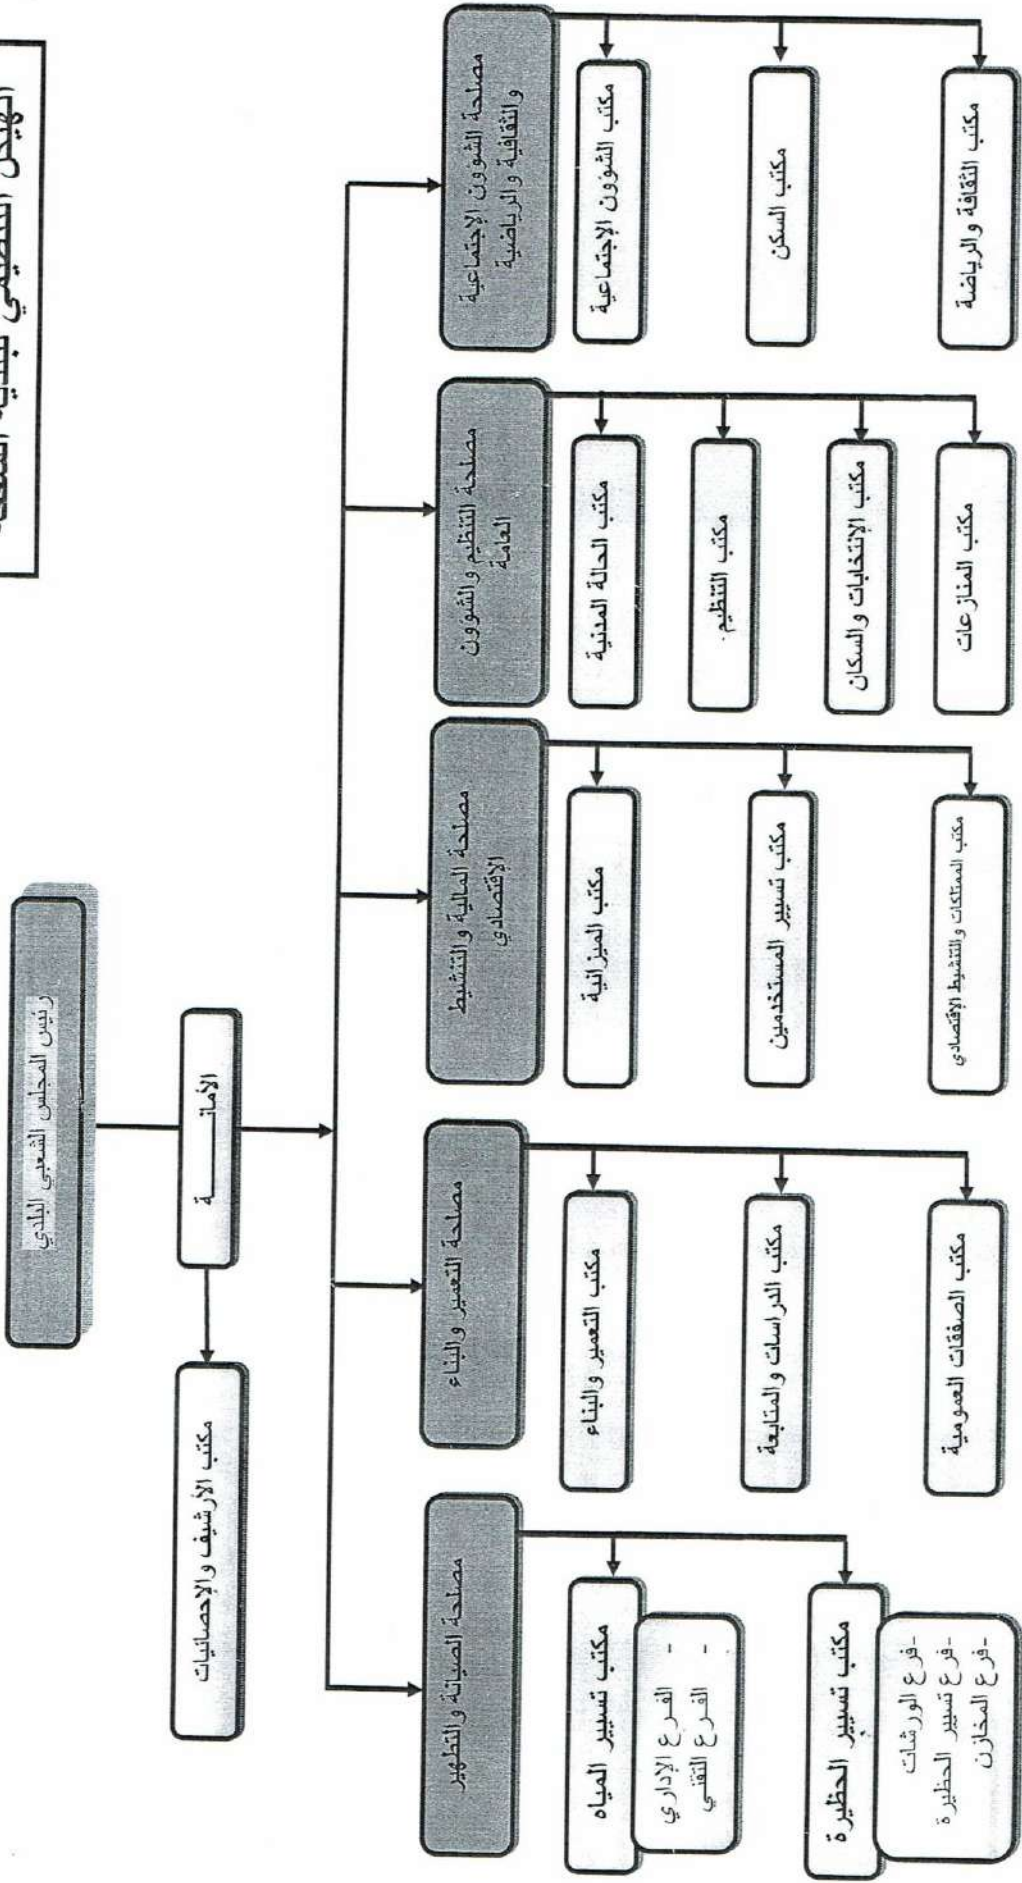 الهيكل التنظيمي لبلدية
رئيس المجلس الشعبي البلدي
الأمانــــــة
مكتب الأرشيف والإحصائيات
مصلحة الشؤون الإجتماعية
والثقافية والرياضية
مكتب الشؤون الإجتماعية
مكتب السكن
مكتب الثقافة والرياضة
مصلحة التنظيم والشؤون
العامة
مكتب الحالة المدنية
مكتب التنظيم.
مكتب الإنتخابات والسكان
مكتب المنازعات
مصلحة المالية والتنشيط
الإقتصادي
مكتب الميزانية
مكتب تسيير المستخدمين
مكتب الممتلكات والتنشيط الإقتصادي
مصلحة التعمير والبناء
مكتب التعمير والبناء
مكتب الدراسات والمتابعة
مكتب الصفقات العمومية
مصلحة الصيانة والتطهير
مكتب تسيير المياه
- الفرع الإداري
- الفرع التقني
مكتب تسيير الحظيرة
-فرع الورشات
-فرع تسيير الحظيرة
-فرع المخازن